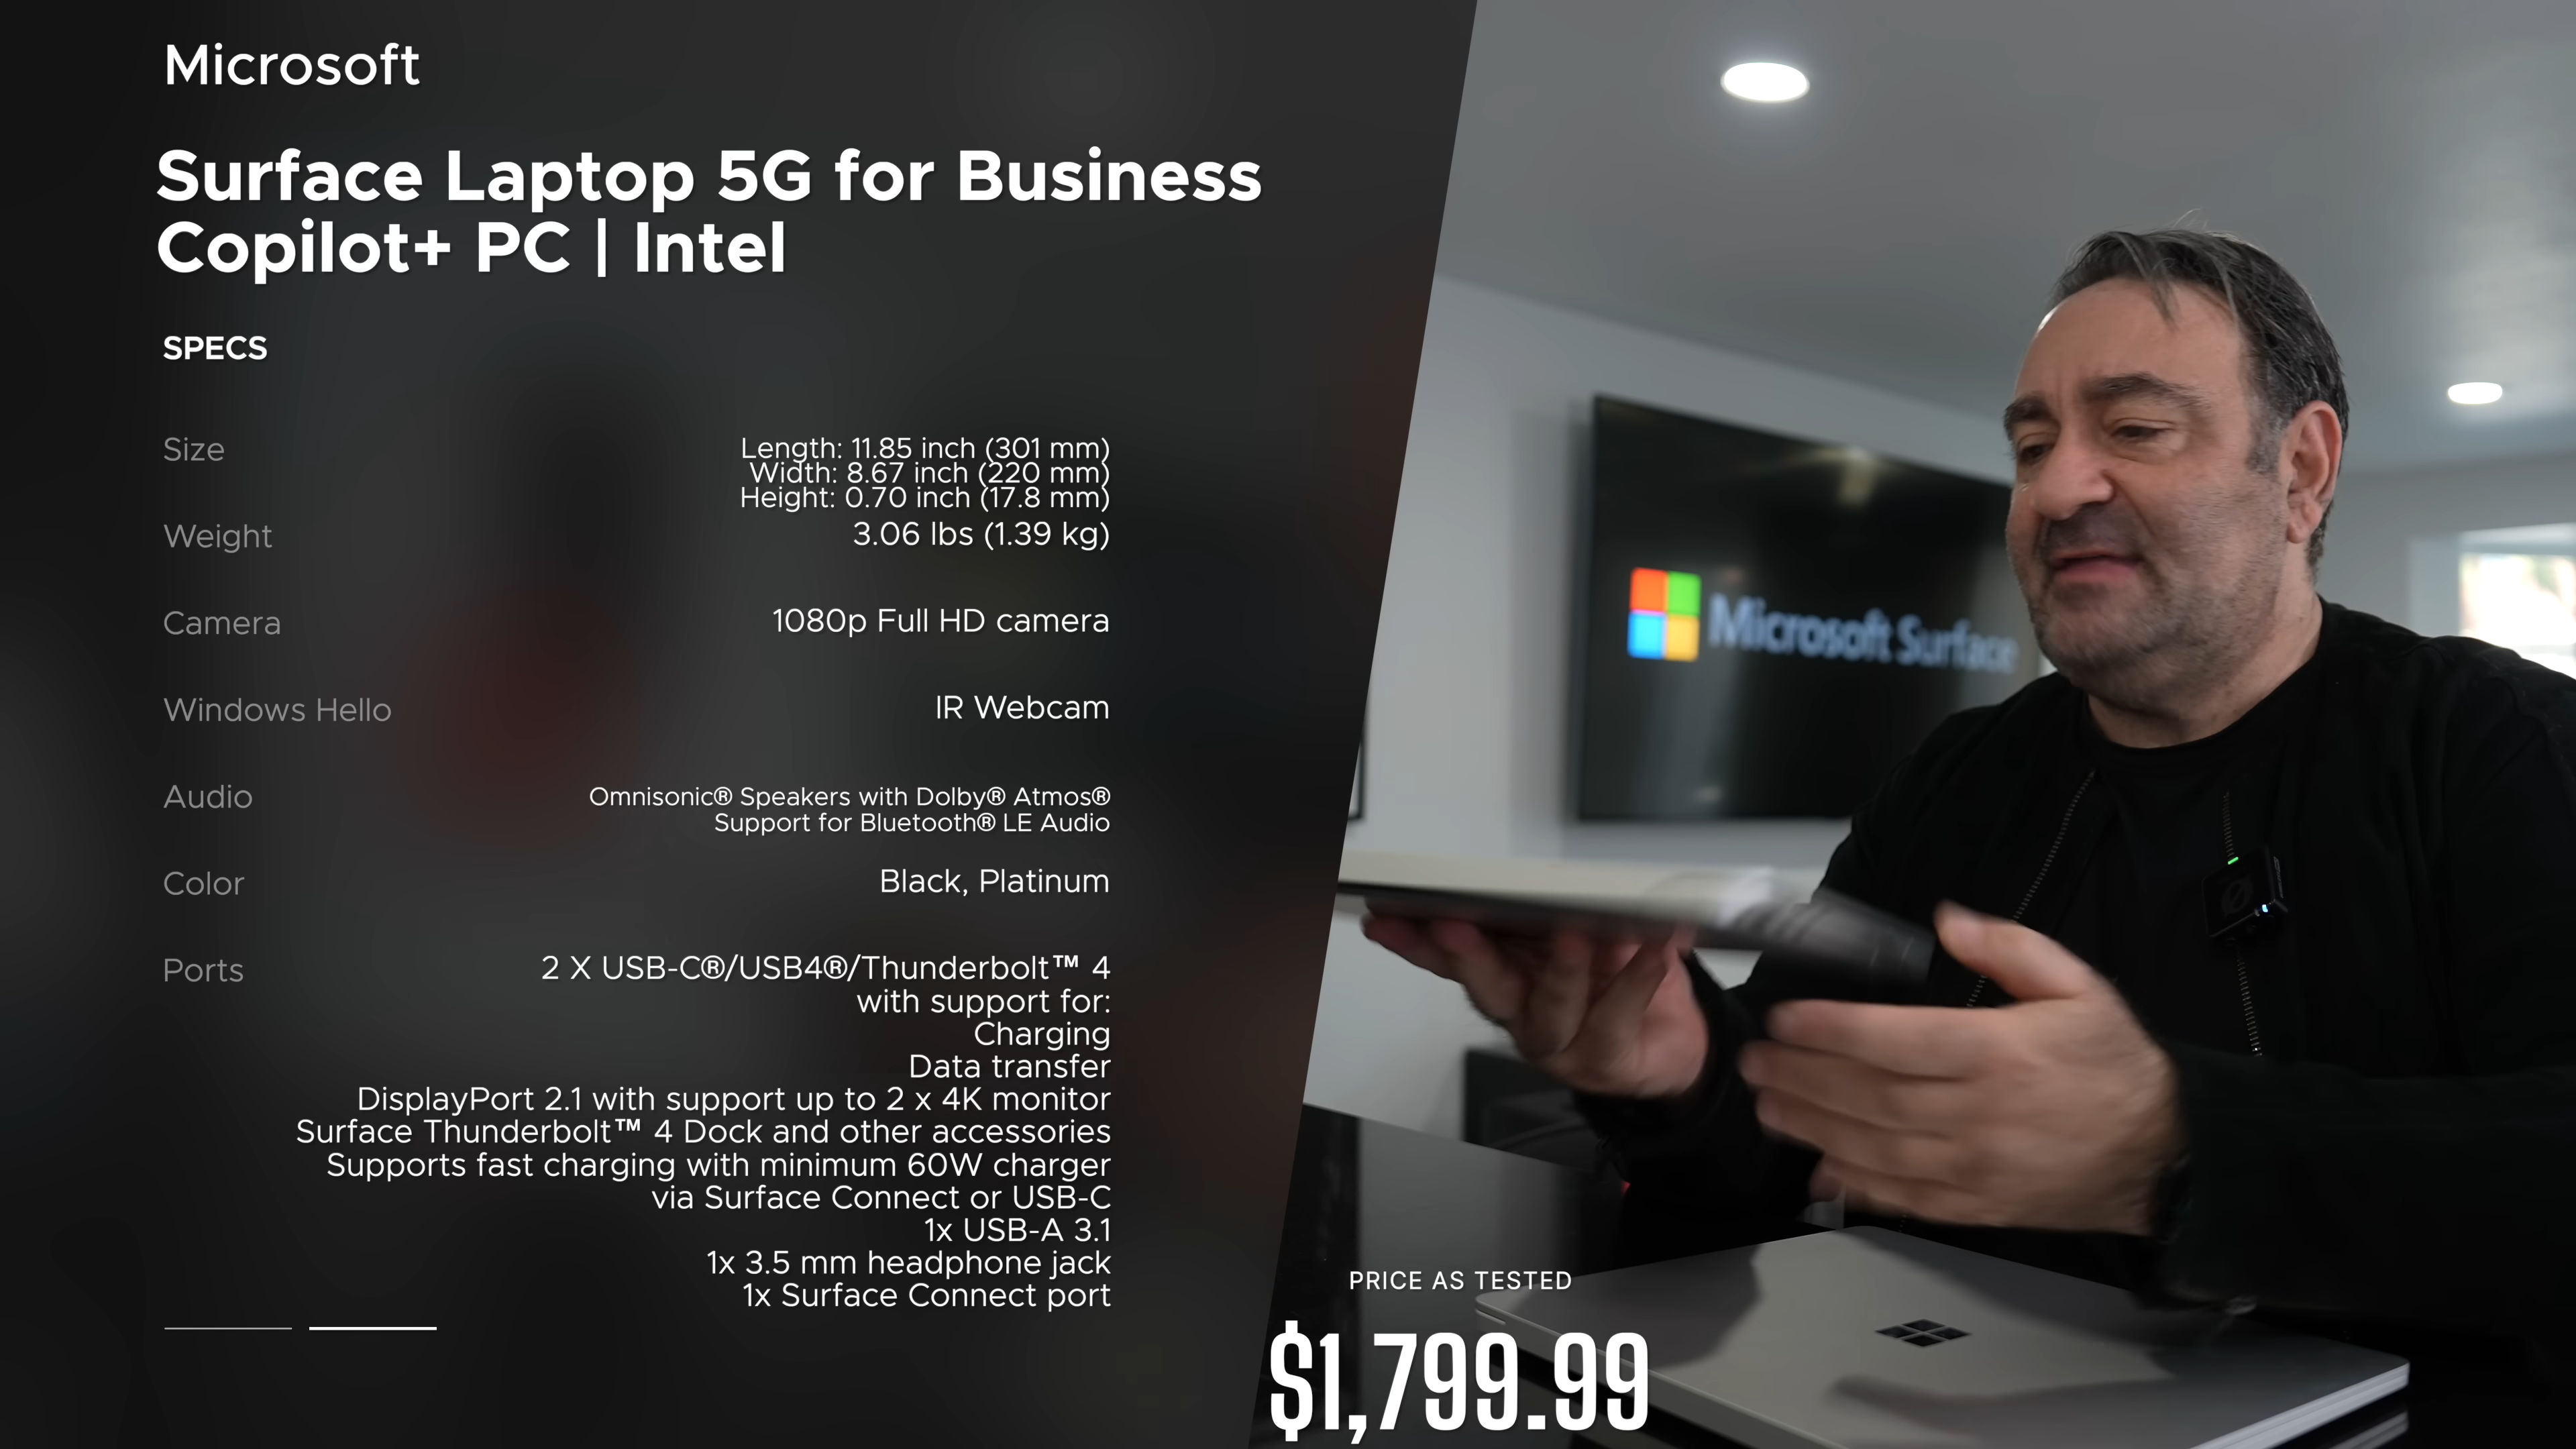 Microsoft
Surface Laptop 5G for Business
Copilot+ PC | Intel
SPECS
Size
Length: 11.85 inch (301 mm)
Width: 8.67 inch (220 mm)
Height: 0.70 inch (17.8 mm)
Weight
3.06 lbs (1.39 kg)
Camera
1080p Full HD camera
Windows Hello
IR Webcam
Audio
Omnisonic® Speakers with Dolby® Atmos®
Support for Bluetooth® LE Audio
Color
Black, Platinum
Ports
2 X USB-C®/USB4®/Thunderbolt™ 4
with support for:
Charging
Data transfer
DisplayPort 2.1 with support up to 2 x 4K monitor
Surface Thunderbolt™ 4 Dock and other accessories
Supports fast charging with minimum 60W charger
via Surface Connect or USB-C
1x USB-A 3.1
1x 3.5 mm headphone jack
1x Surface Connect port
Microsoft Surface
PRICE AS TESTED
$1,799.99